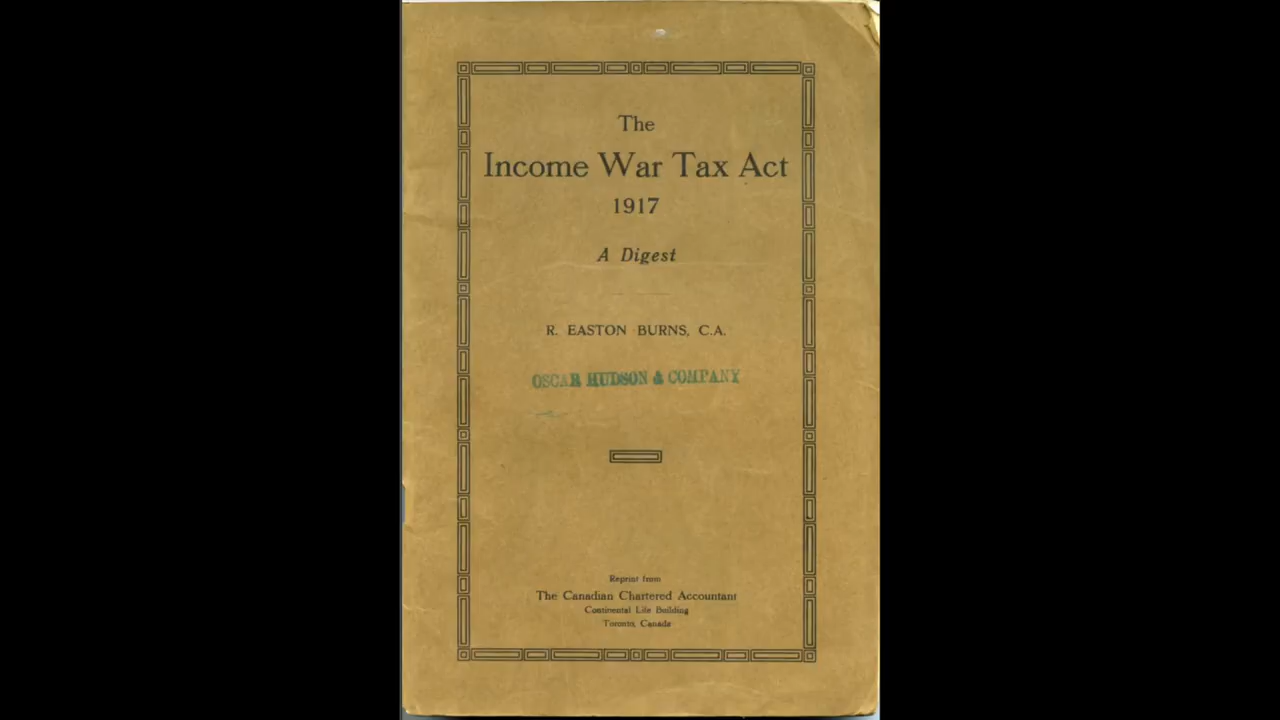 The
Income War Tax Act
1917
A Digest
R. EASTON BURNS, C.A.
OSCAR HUDSON & COMPANY
Reprint from
The Canadian Chartered Accountant
Continental Life Building
Toronto, Canada